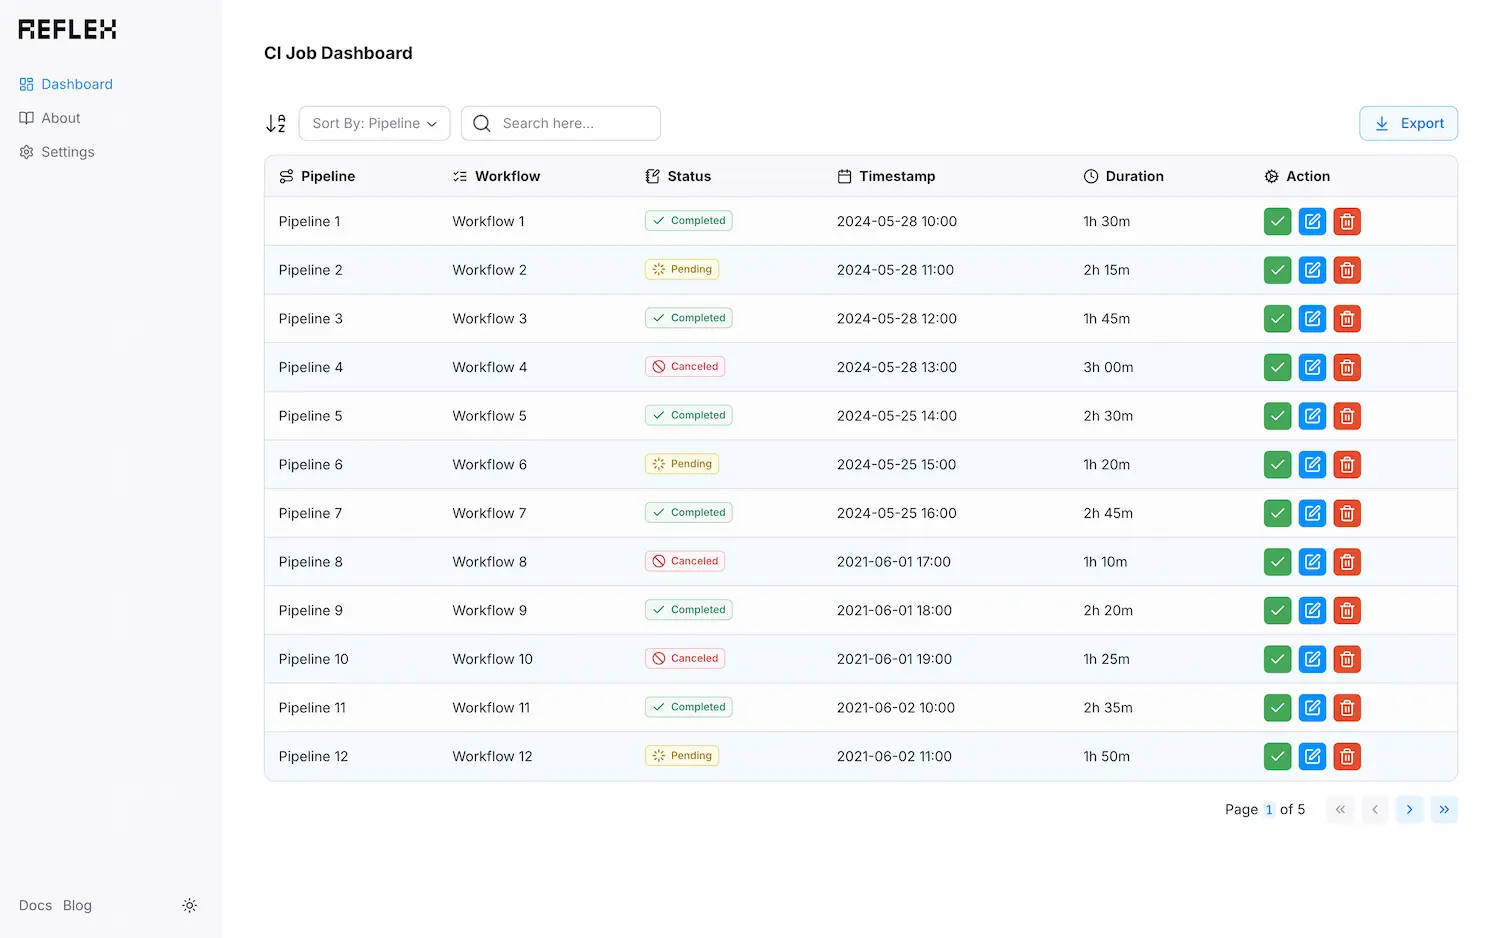 REFLEX
Dashboard
About
Settings
Docs Blog
CI Job Dashboard
Sort By: Pipeline Search here... Export
Pipeline Workflow Status Timestamp Duration Action
Pipeline 1 Workflow 1 Completed 2024-05-28 10:00 1h 30m
Pipeline 2 Workflow 2 Pending 2024-05-28 11:00 2h 15m
Pipeline 3 Workflow 3 Completed 2024-05-28 12:00 1h 45m
Pipeline 4 Workflow 4 Canceled 2024-05-28 13:00 3h 00m
Pipeline 5 Workflow 5 Completed 2024-05-25 14:00 2h 30m
Pipeline 6 Workflow 6 Pending 2024-05-25 15:00 1h 20m
Pipeline 7 Workflow 7 Completed 2024-05-25 16:00 2h 45m
Pipeline 8 Workflow 8 Canceled 2021-06-01 17:00 1h 10m
Pipeline 9 Workflow 9 Completed 2021-06-01 18:00 2h 20m
Pipeline 10 Workflow 10 Canceled 2021-06-01 19:00 1h 25m
Pipeline 11 Workflow 11 Completed 2021-06-02 10:00 2h 35m
Pipeline 12 Workflow 12 Pending 2021-06-02 11:00 1h 50m
Page 1 of 5